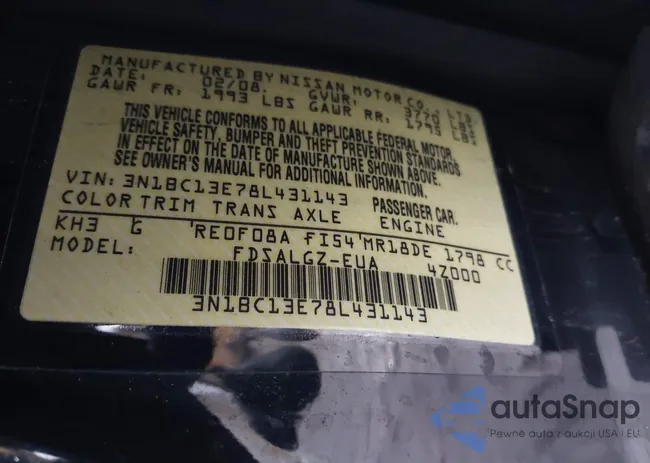 MANUFACTURED BY NISSAN MOTOR CO., LTD
DATE: 02/08. GVWR: 3770 LBS
GAWR FR: 1993 LBS GAWR RR: 1795 LBS
THIS VEHICLE CONFORMS TO ALL APPLICABLE FEDERAL MOTOR
VEHICLE SAFETY, BUMPER AND THEFT PREVENTION STANDARDS
IN EFFECT ON THE DATE OF MANUFACTURE SHOWN ABOVE.
SEE OWNER'S MANUAL FOR ADDITIONAL INFORMATION.
VIN: 3N1BC13E78L431143 PASSENGER CAR.
COLOR TRIM TRANS AXLE ENGINE
KH3 G RE0F08A FI54 MR18DE 1798 CC
MODEL: FDSALGZ-EUA 4Z000
3N1BC13E78L431143
autaSnap
Pewne auta z aukcji USA i EU